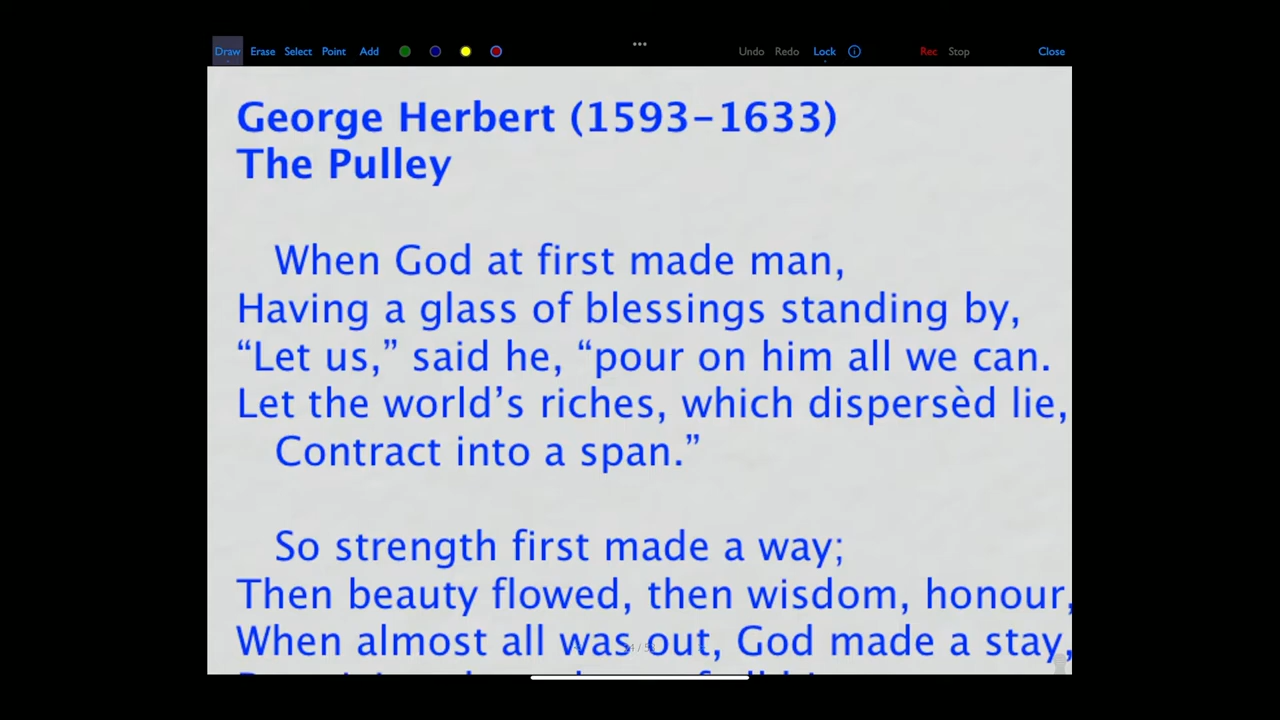 Draw Erase Select Point Add ••• Undo Redo Lock Rec Stop Close
George Herbert (1593–1633)
The Pulley
When God at first made man,
Having a glass of blessings standing by,
“Let us,” said he, “pour on him all we can.
Let the world’s riches, which dispersèd lie,
Contract into a span.”
So strength first made a way;
Then beauty flowed, then wisdom, honour,
When almost all was out, God made a stay,